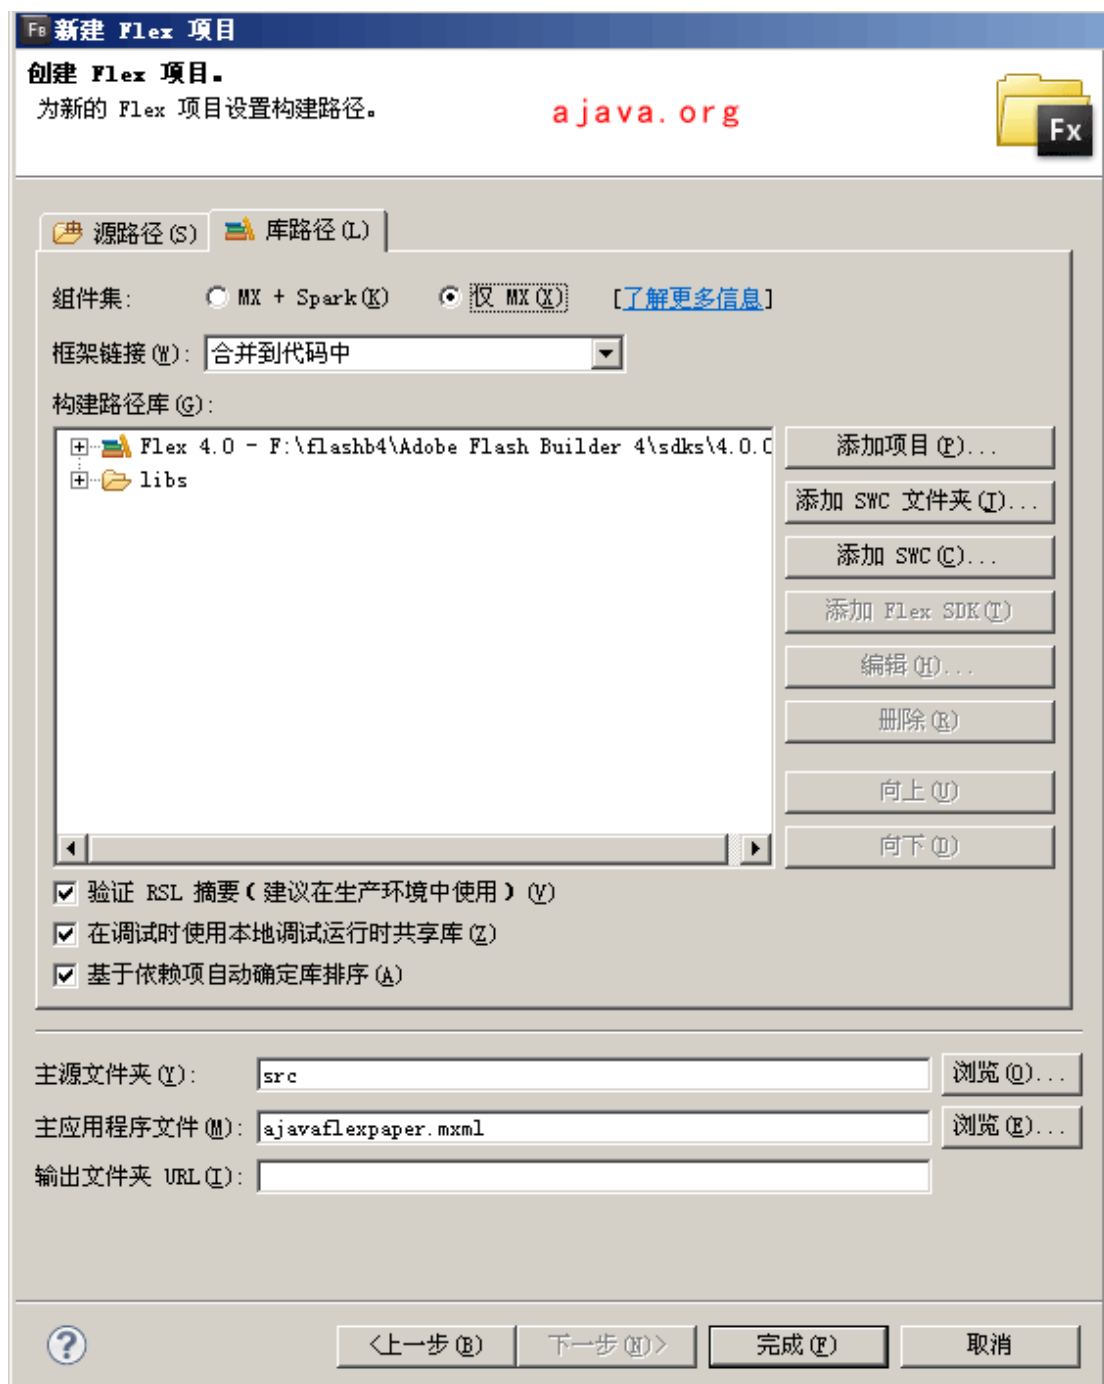 FB 新建 Flex 项目
创建 Flex 项目。
为新的 Flex 项目设置构建路径。
ajava.org
Fx
源路径(S) 库路径(L)
组件集: MX + Spark(K) 仅 MX(X) [了解更多信息]
框架链接(W): 合并到代码中
构建路径库(G):
Flex 4.0 - F:\flashb4\Adobe Flash Builder 4\sdks\4.0.0
libs
添加项目(P)...
添加 SWC 文件夹(J)...
添加 SWC(C)...
添加 Flex SDK(T)
编辑(H)...
删除(R)
向上(U)
向下(D)
验证 RSL 摘要(建议在生产环境中使用)(V)
在调试时使用本地调试运行时共享库(Z)
基于依赖项自动确定库排序(A)
主源文件夹(Y): src 浏览(O)...
主应用程序文件(M): ajavaflexpaper.mxml 浏览(E)...
输出文件夹 URL(I):
? <上一步(B) 下一步(N)> 完成(F) 取消